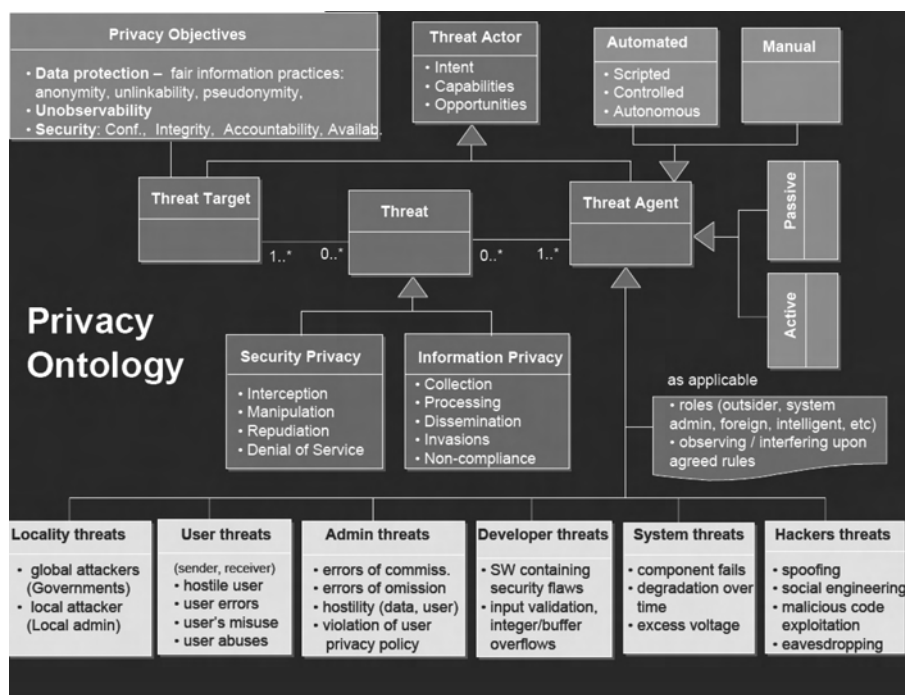 Privacy Objectives
• Data protection – fair information practices:
anonymity, unlinkability, pseudonymity,
• Unobservability
• Security: Conf., Integrity, Accountability, Availab.
Threat Actor
• Intent
• Capabilities
• Opportunities
Automated
• Scripted
• Controlled
• Autonomous
Manual
Threat Target
Threat
Threat Agent
Passive
Active
1..*
0..*
0..*
1..*
Privacy
Ontology
Security Privacy
• Interception
• Manipulation
• Repudiation
• Denial of Service
Information Privacy
• Collection
• Processing
• Dissemination
• Invasions
• Non-compliance
as applicable
• roles (outsider, system
admin, foreign, intelligent, etc)
• observing / interfering upon
agreed rules
Locality threats
• global attackers
(Governments)
• local attacker
(Local admin)
User threats
(sender, receiver)
• hostile user
• user errors
• user's misuse
• user abuses
Admin threats
• errors of commiss.
• errors of omission
• hostility (data, user)
• violation of user
privacy policy
Developer threats
• SW containing
security flaws
• input validation,
integer/buffer
overflows
System threats
• component fails
• degradation over
time
• excess voltage
Hackers threats
• spoofing
• social engineering
• malicious code
exploitation
• eavesdropping